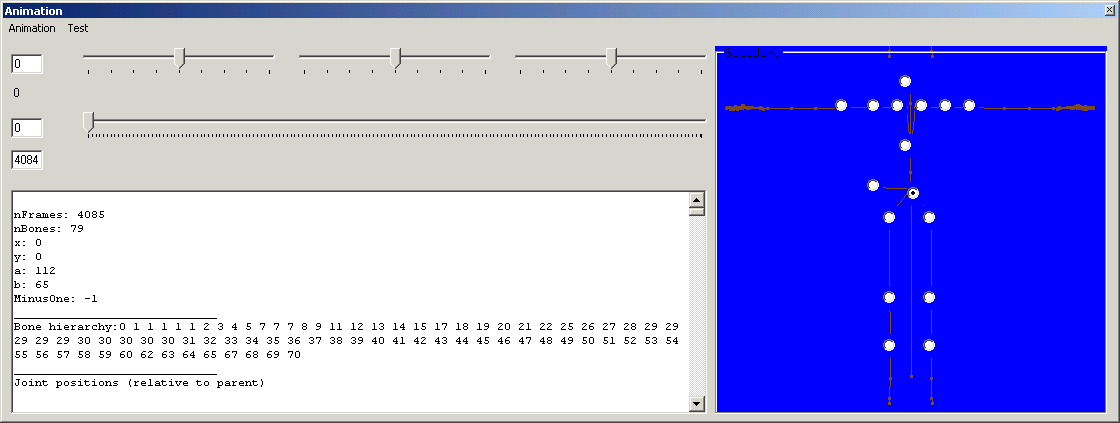 Animation
Animation Test
0
0
0
4084
nFrames: 4085
nBones: 79
x: 0
y: 0
a: 112
b: 65
MinusOne: -1
Bone hierarchy:0 1 1 1 1 1 2 3 4 5 7 7 7 8 9 11 12 13 14 15 17 19 20 21 22 25 26 27 28 29 29
29 29 29 30 30 30 30 30 31 32 33 34 35 36 37 38 39 40 41 42 43 44 45 46 47 48 49 50 51 52 53 54
55 56 57 58 59 60 62 63 64 65 67 68 69 70
Joint positions (relative to parent)